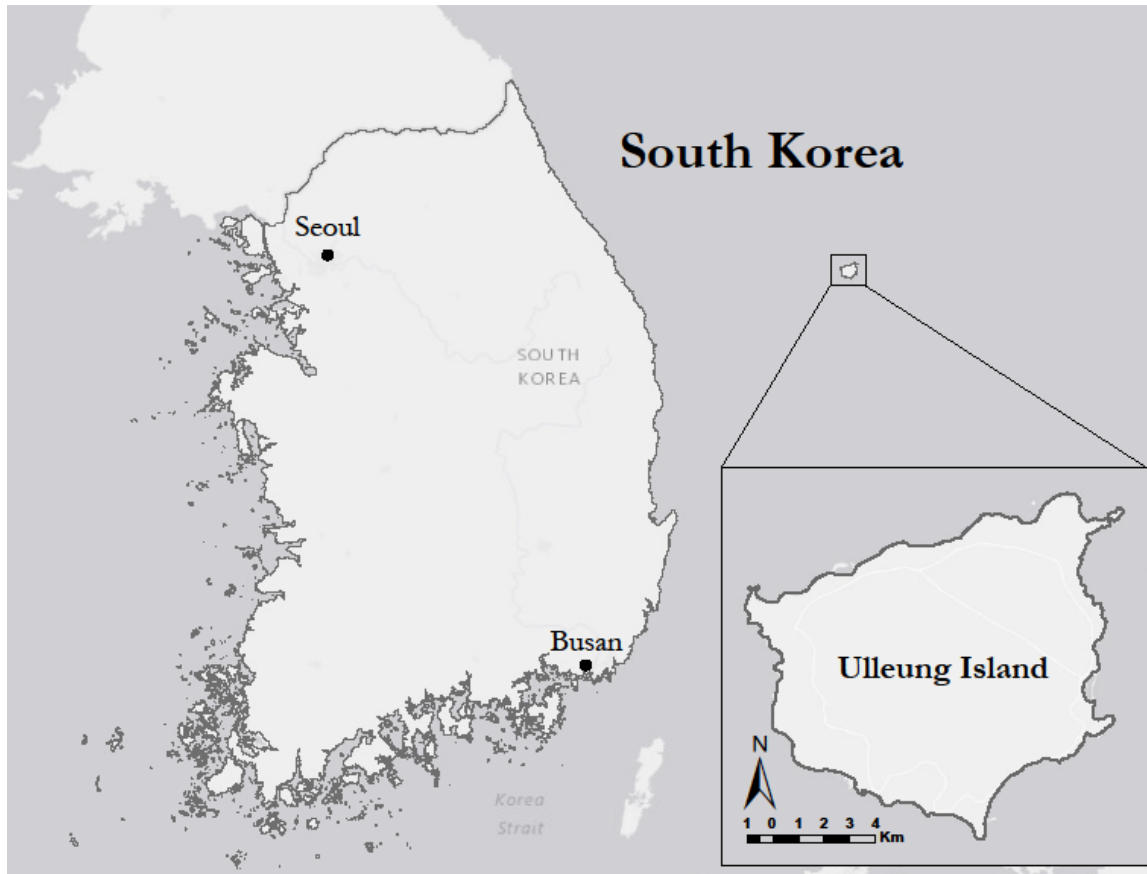 South Korea
Seoul
SOUTH
KOREA
Busan
Ulleung Island
Korea
Strait
N
1 0 1 2 3 4
Km